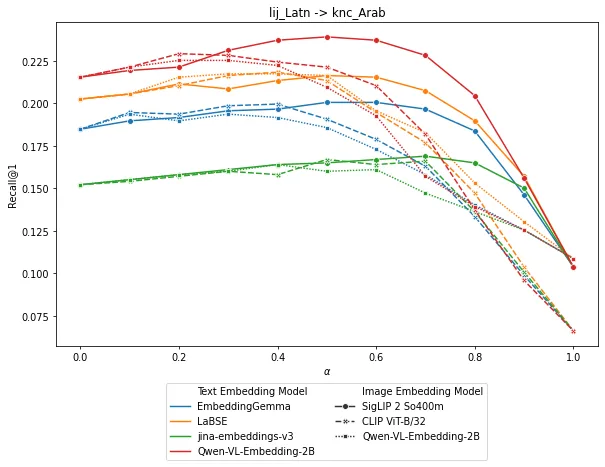 lij_Latn -> knc_Arab
Recall@1
0.225
0.200
0.175
0.150
0.125
0.100
0.075
0.0
0.2
0.4
0.6
0.8
1.0
α
Text Embedding Model
EmbeddingGemma
LaBSE
jina-embeddings-v3
Qwen-VL-Embedding-2B
Image Embedding Model
SigLIP 2 So400m
CLIP ViT-B/32
Qwen-VL-Embedding-2B